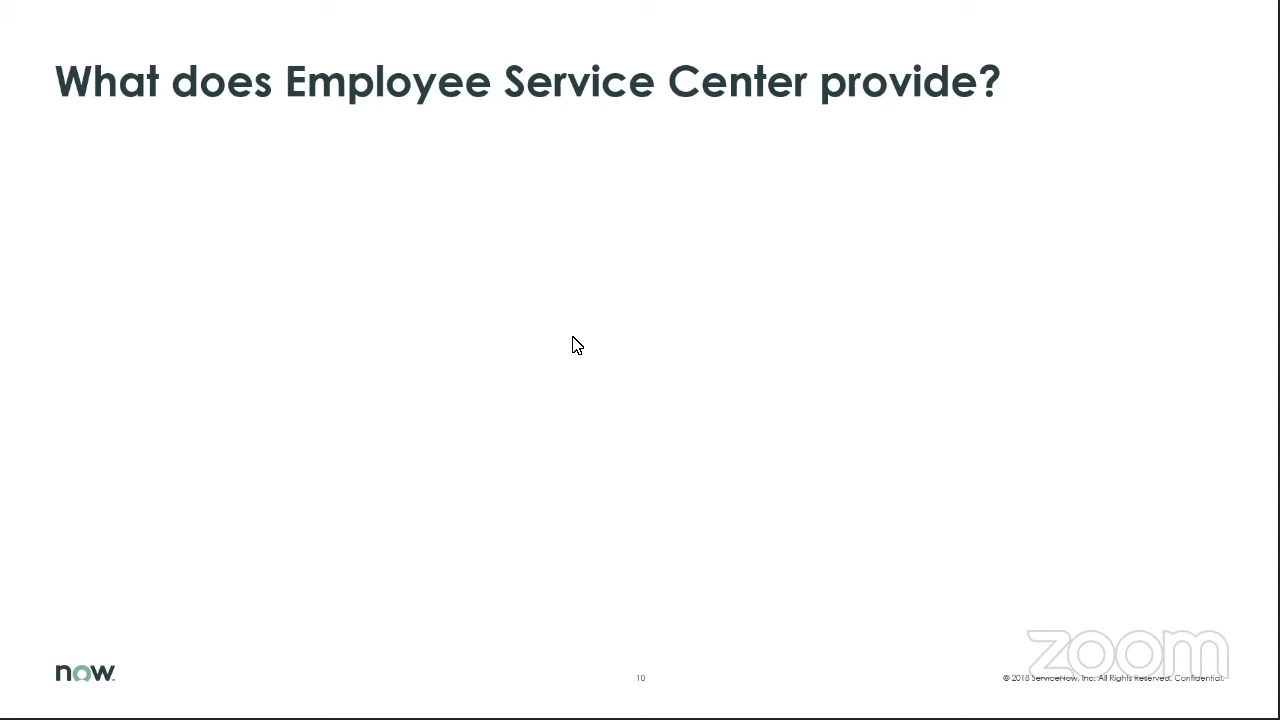 What does Employee Service Center provide?
now.
10
© 2018 ServiceNow, Inc. All Rights Reserved. Confidential.
zoom